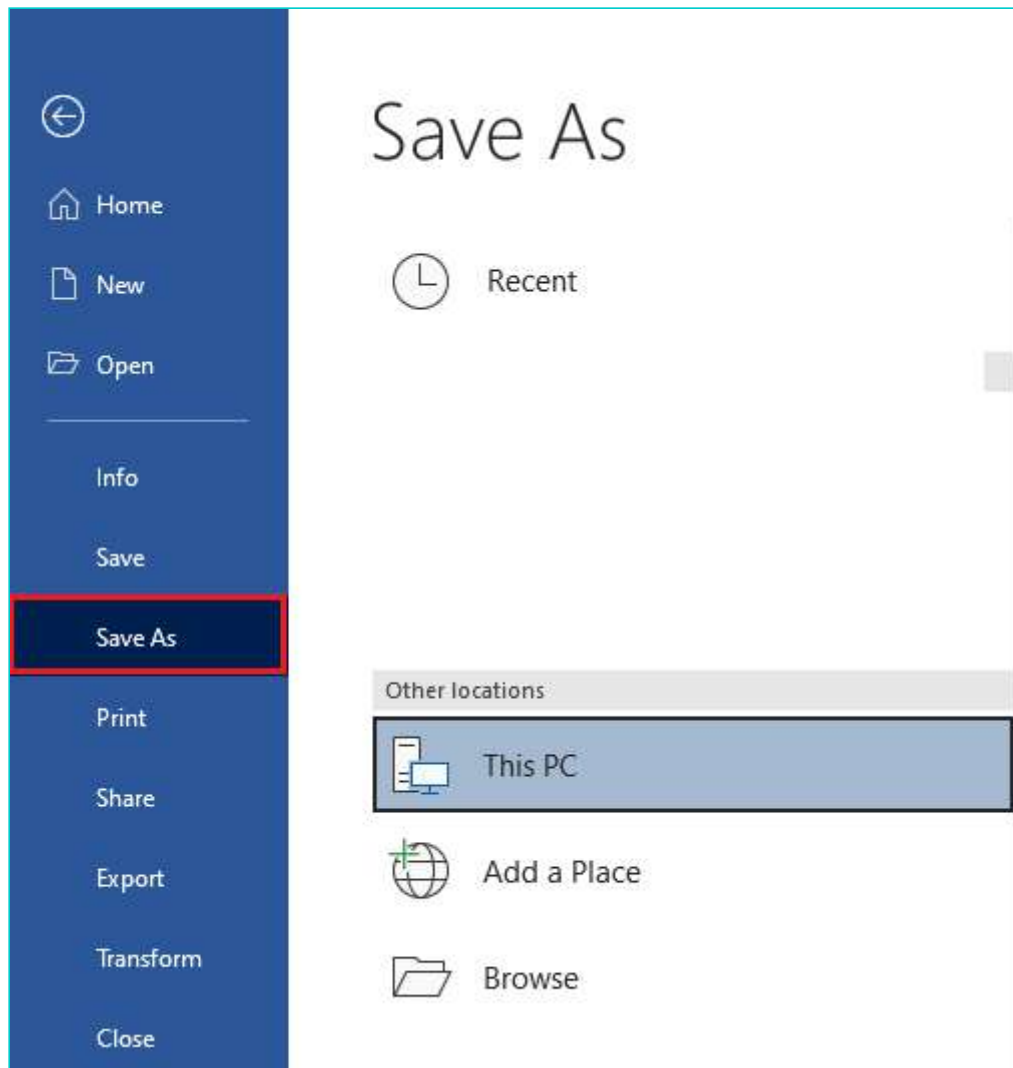 Home
New
Open
Info
Save
Save As
Print
Share
Export
Transform
Close
Save As
Recent
Other locations
This PC
Add a Place
Browse